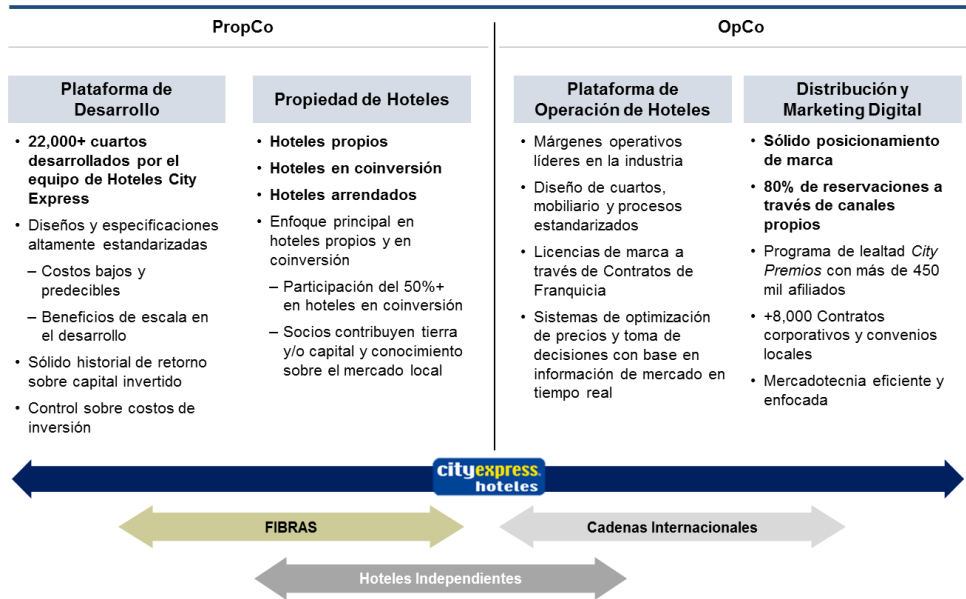 PropCo
OpCo
Plataforma de
Desarrollo
• 22,000+ cuartos
desarrollados por el
equipo de Hoteles City
Express
• Diseños y especificaciones
altamente estandarizadas
– Costos bajos y
predecibles
– Beneficios de escala en
el desarrollo
• Sólido historial de retorno
sobre capital invertido
• Control sobre costos de
inversión
Propiedad de Hoteles
• Hoteles propios
• Hoteles en coinversión
• Hoteles arrendados
• Enfoque principal en
hoteles propios y en
coinversión
– Participación del 50%+
en hoteles en coinversión
– Socios contribuyen tierra
y/o capital y conocimiento
sobre el mercado local
Plataforma de
Operación de Hoteles
• Márgenes operativos
líderes en la industria
• Diseño de cuartos,
mobiliario y procesos
estandarizados
• Licencias de marca a
través de Contratos de
Franquicia
• Sistemas de optimización
de precios y toma de
decisiones con base en
información de mercado en
tiempo real
Distribución y
Marketing Digital
• Sólido posicionamiento
de marca
• 80% de reservaciones a
través de canales
propios
• Programa de lealtad City
Premios con más de 450
mil afiliados
• +8,000 Contratos
corporativos y convenios
locales
• Mercadotecnia eficiente y
enfocada
cityexpress.
hoteles
FIBRAS
Cadenas Internacionales
Hoteles Independientes